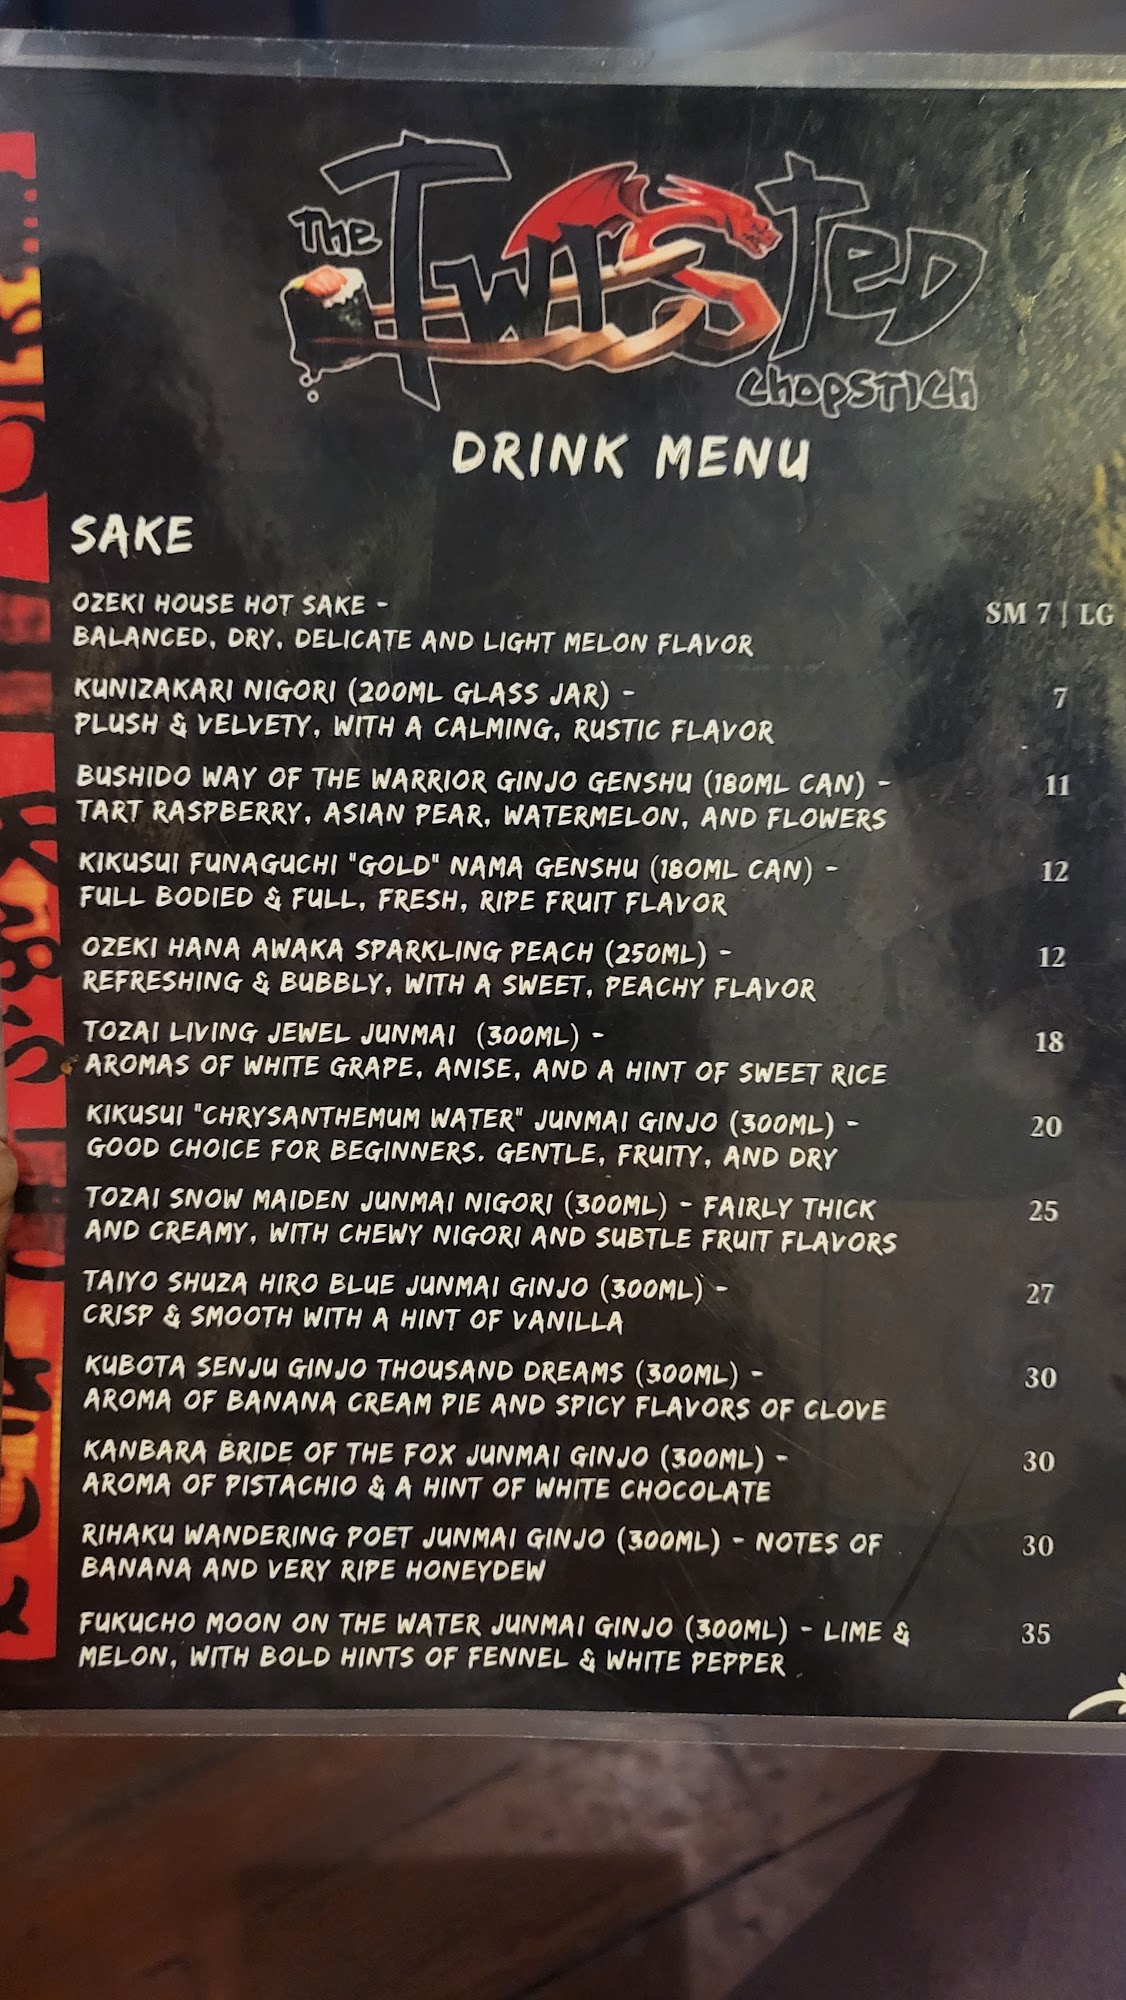 The Twisted
Chopstick
DRINK MENU
SAKE
OZEKI HOUSE HOT SAKE - SM 7 | LG
BALANCED, DRY, DELICATE AND LIGHT MELON FLAVOR
KUNIZAKARI NIGORI (200ML GLASS JAR) - 7
PLUSH & VELVETY, WITH A CALMING, RUSTIC FLAVOR
BUSHIDO WAY OF THE WARRIOR GINJO GENSHU (180ML CAN) - 11
TART RASPBERRY, ASIAN PEAR, WATERMELON, AND FLOWERS
KIKUSUI FUNAGUCHI "GOLD" NAMA GENSHU (180ML CAN) - 12
FULL BODIED & FULL, FRESH, RIPE FRUIT FLAVOR
OZEKI HANA AWAKA SPARKLING PEACH (250ML) - 12
REFRESHING & BUBBLY, WITH A SWEET, PEACHY FLAVOR
TOZAI LIVING JEWEL JUNMAI (300ML) - 18
AROMAS OF WHITE GRAPE, ANISE, AND A HINT OF SWEET RICE
KIKUSUI "CHRYSANTHEMUM WATER" JUNMAI GINJO (300ML) - 20
GOOD CHOICE FOR BEGINNERS. GENTLE, FRUITY, AND DRY
TOZAI SNOW MAIDEN JUNMAI NIGORI (300ML) - FAIRLY THICK 25
AND CREAMY, WITH CHEWY NIGORI AND SUBTLE FRUIT FLAVORS
TAIYO SHUZA HIRO BLUE JUNMAI GINJO (300ML) - 27
CRISP & SMOOTH WITH A HINT OF VANILLA
KUBOTA SENJU GINJO THOUSAND DREAMS (300ML) - 30
AROMA OF BANANA CREAM PIE AND SPICY FLAVORS OF CLOVE
KANBARA BRIDE OF THE FOX JUNMAI GINJO (300ML) - 30
AROMA OF PISTACHIO & A HINT OF WHITE CHOCOLATE
RIHAKU WANDERING POET JUNMAI GINJO (300ML) - NOTES OF 30
BANANA AND VERY RIPE HONEYDEW
FUKUCHO MOON ON THE WATER JUNMAI GINJO (300ML) - LIME & 35
MELON, WITH BOLD HINTS OF FENNEL & WHITE PEPPER